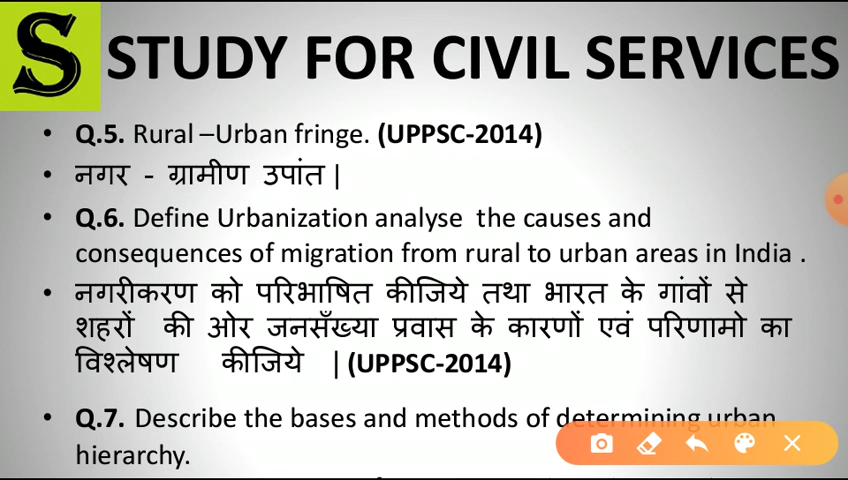 S STUDY FOR CIVIL SERVICES
• Q.5. Rural –Urban fringe. (UPPSC-2014)
• नगर - ग्रामीण उपांत |
• Q.6. Define Urbanization analyse the causes and
consequences of migration from rural to urban areas in India .
• नगरीकरण को परिभाषित कीजिये तथा भारत के गांवों से
शहरों की ओर जनसँख्या प्रवास के कारणों एवं परिणामो का
विश्लेषण कीजिये | (UPPSC-2014)
• Q.7. Describe the bases and methods of determining urban
hierarchy.